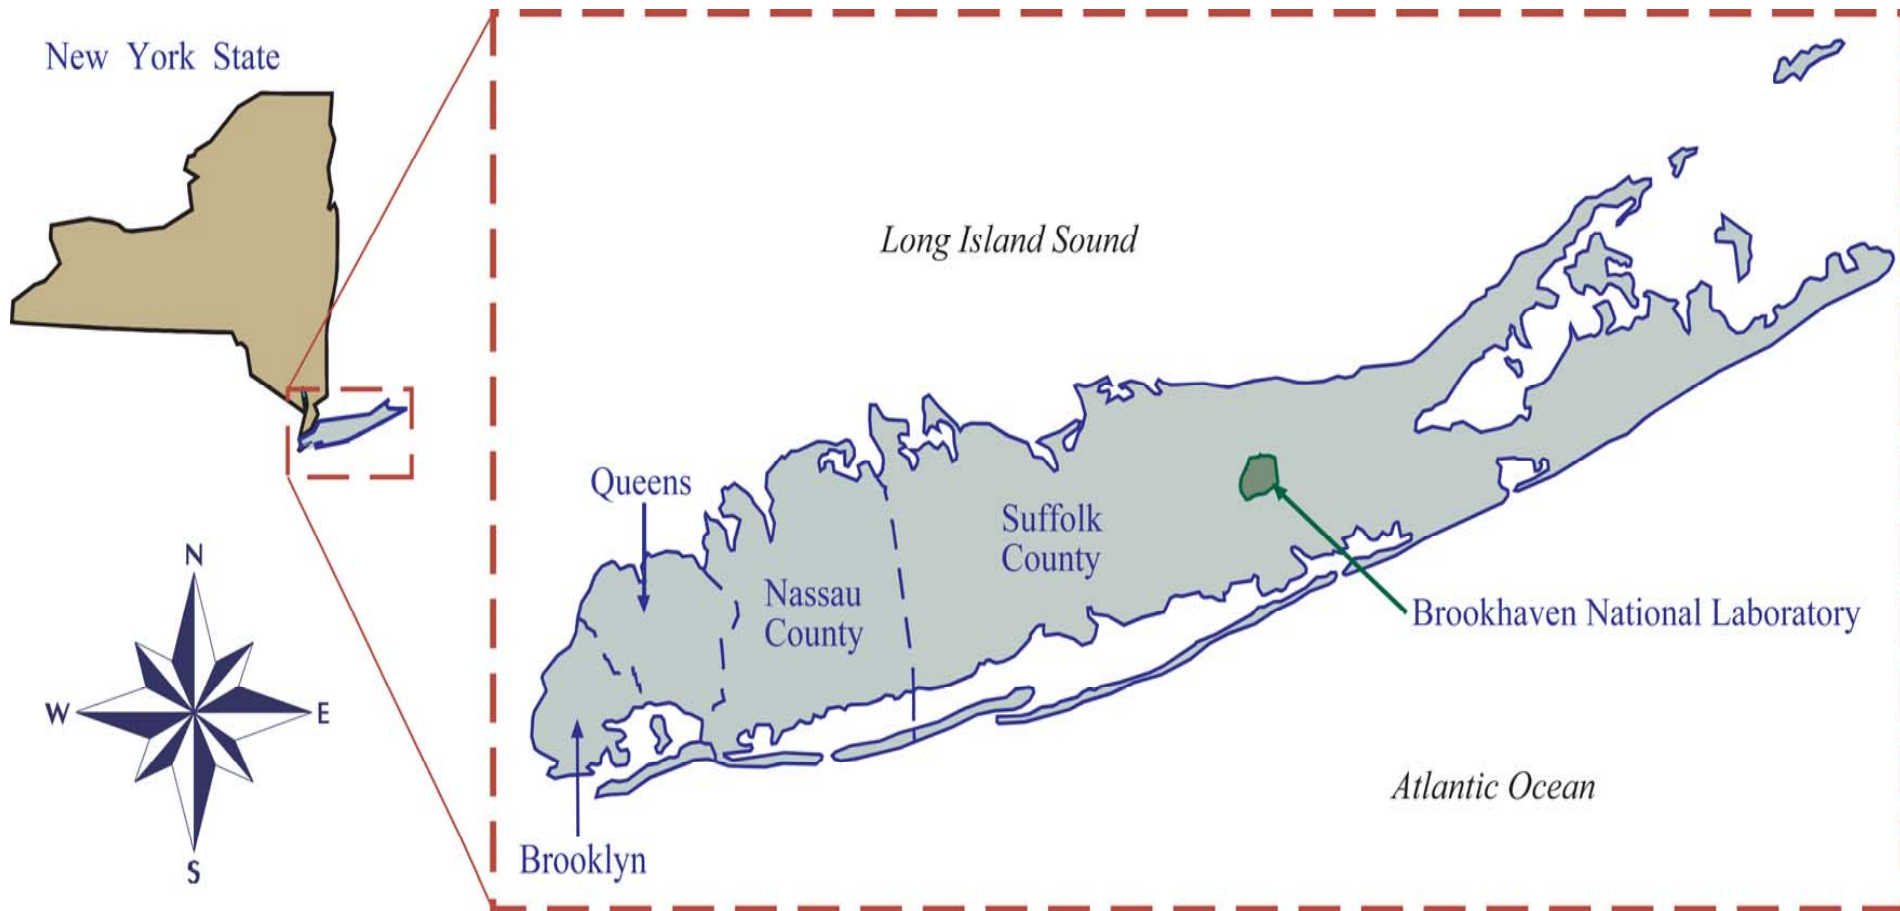 New York State
Long Island Sound
Queens
Suffolk
County
Nassau
County
Brookhaven National Laboratory
N
W
E
S
Atlantic Ocean
Brooklyn